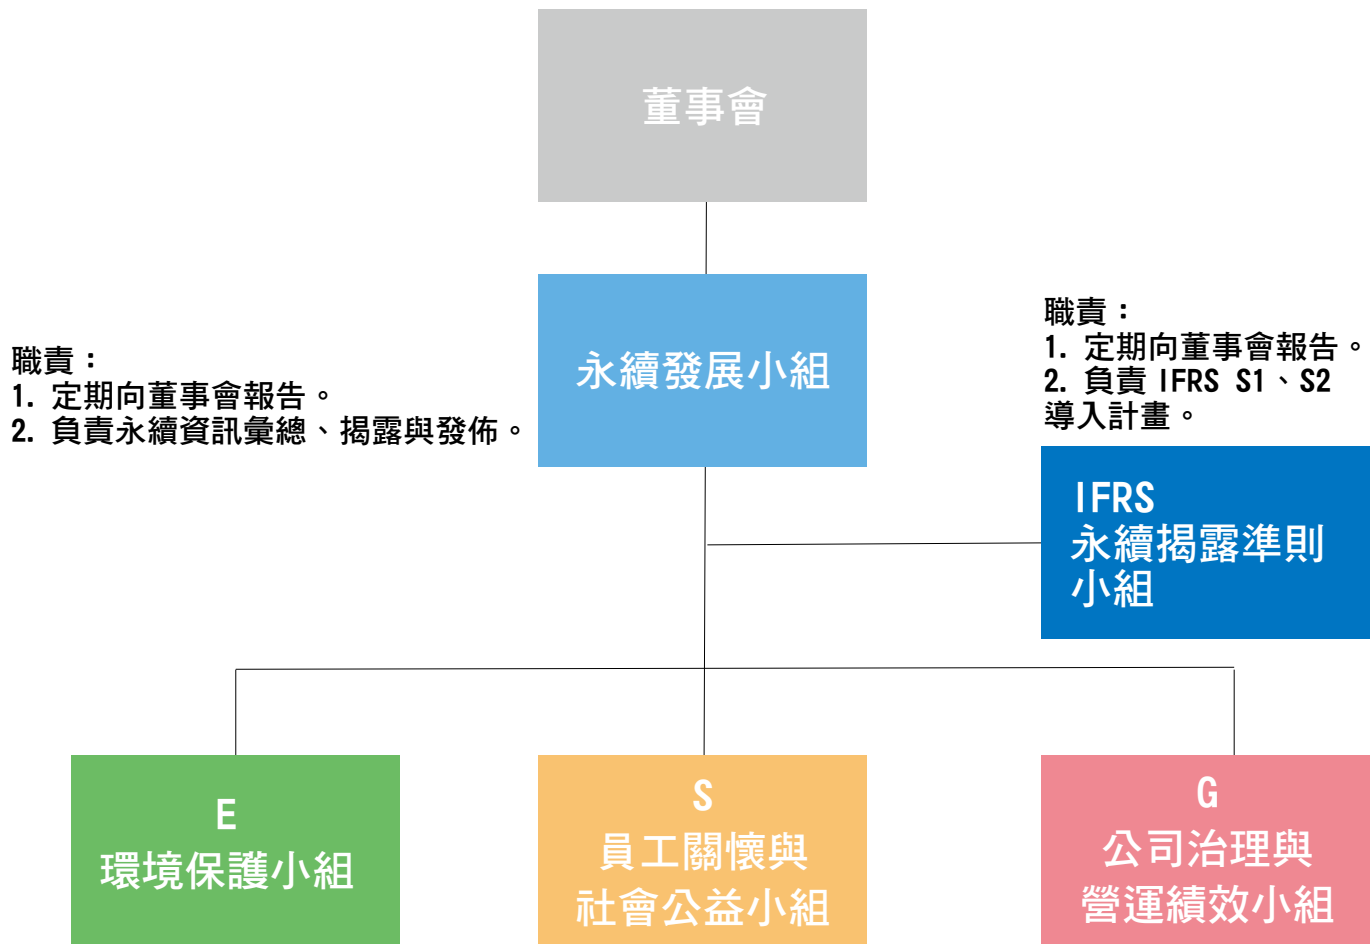 董事會
永續發展小組
職責：
1. 定期向董事會報告。
2. 負責永續資訊彙總、揭露與發佈。
職責：
1. 定期向董事會報告。
2. 負責 IFRS S1、S2
導入計畫。
IFRS
永續揭露準則
小組
E
環境保護小組
S
員工關懷與
社會公益小組
G
公司治理與
營運績效小組